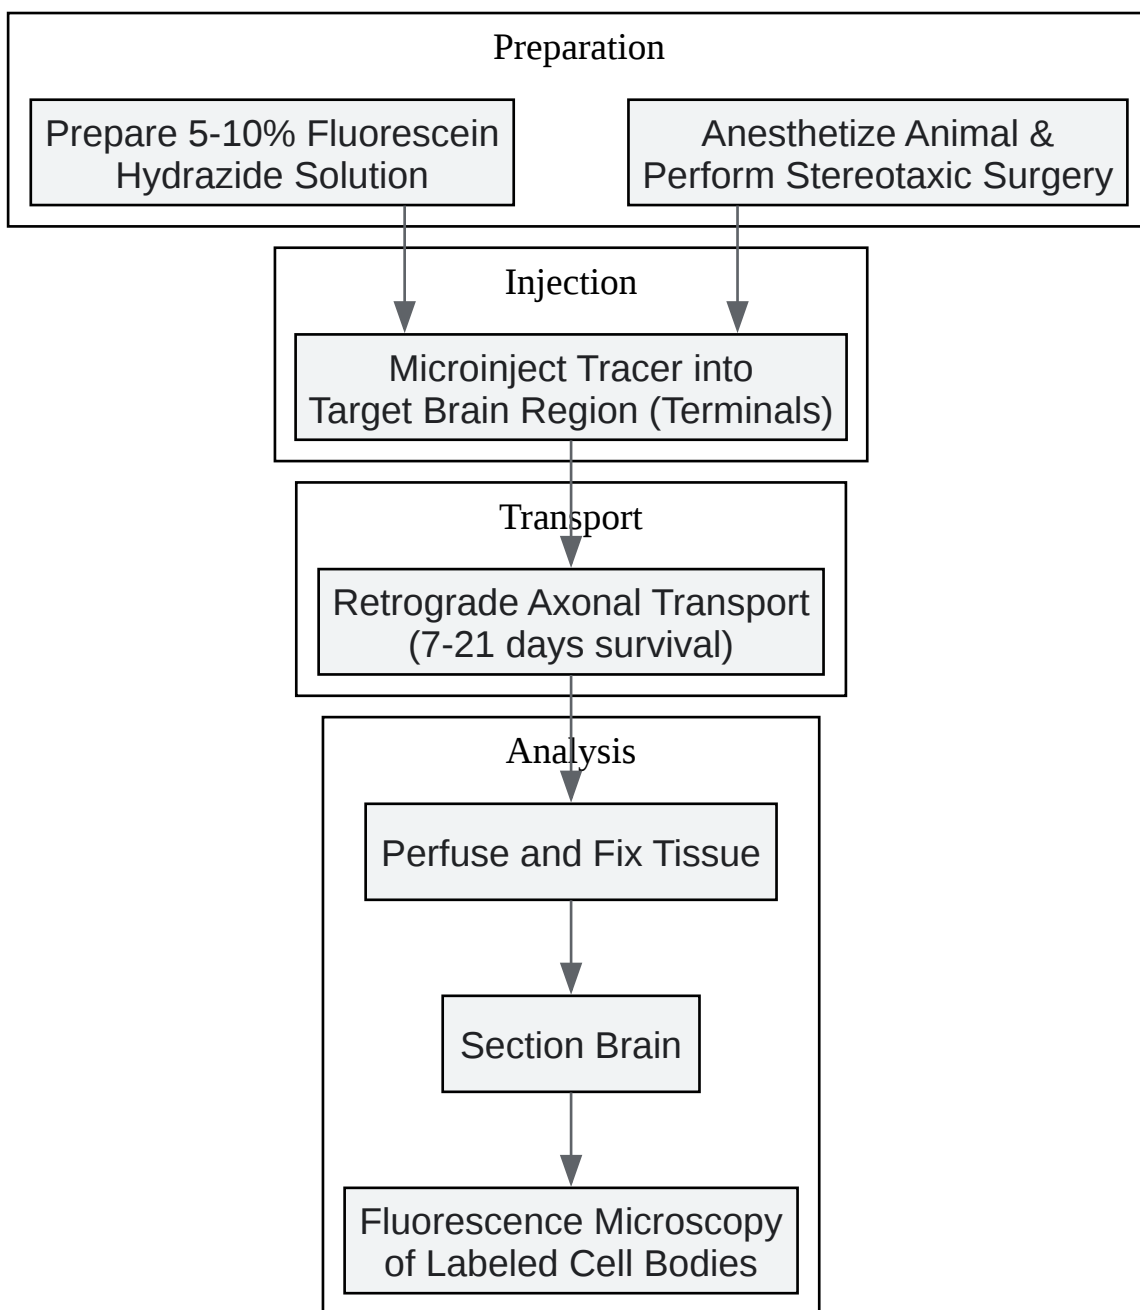 Preparation
Prepare 5-10% Fluorescein
Hydrazide Solution
Anesthetize Animal &
Perform Stereotaxic Surgery
Injection
Microinject Tracer into
Target Brain Region (Terminals)
Transport
Retrograde Axonal Transport
(7-21 days survival)
Analysis
Perfuse and Fix Tissue
Section Brain
Fluorescence Microscopy
of Labeled Cell Bodies